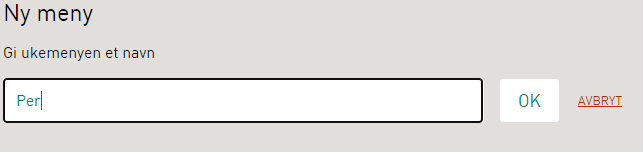 Ny meny
Gi ukemenyen et navn
Per OK AVBRYT